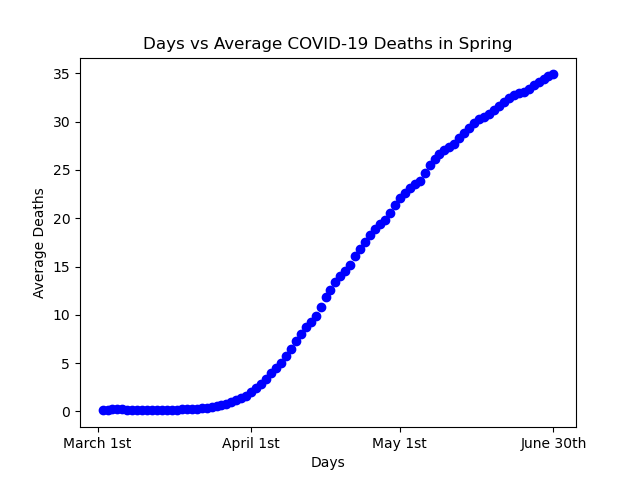 Days vs Average COVID-19 Deaths in Spring
35
30
25
20
15
10
5
0
Average Deaths
March 1st
April 1st
May 1st
June 30th
Days